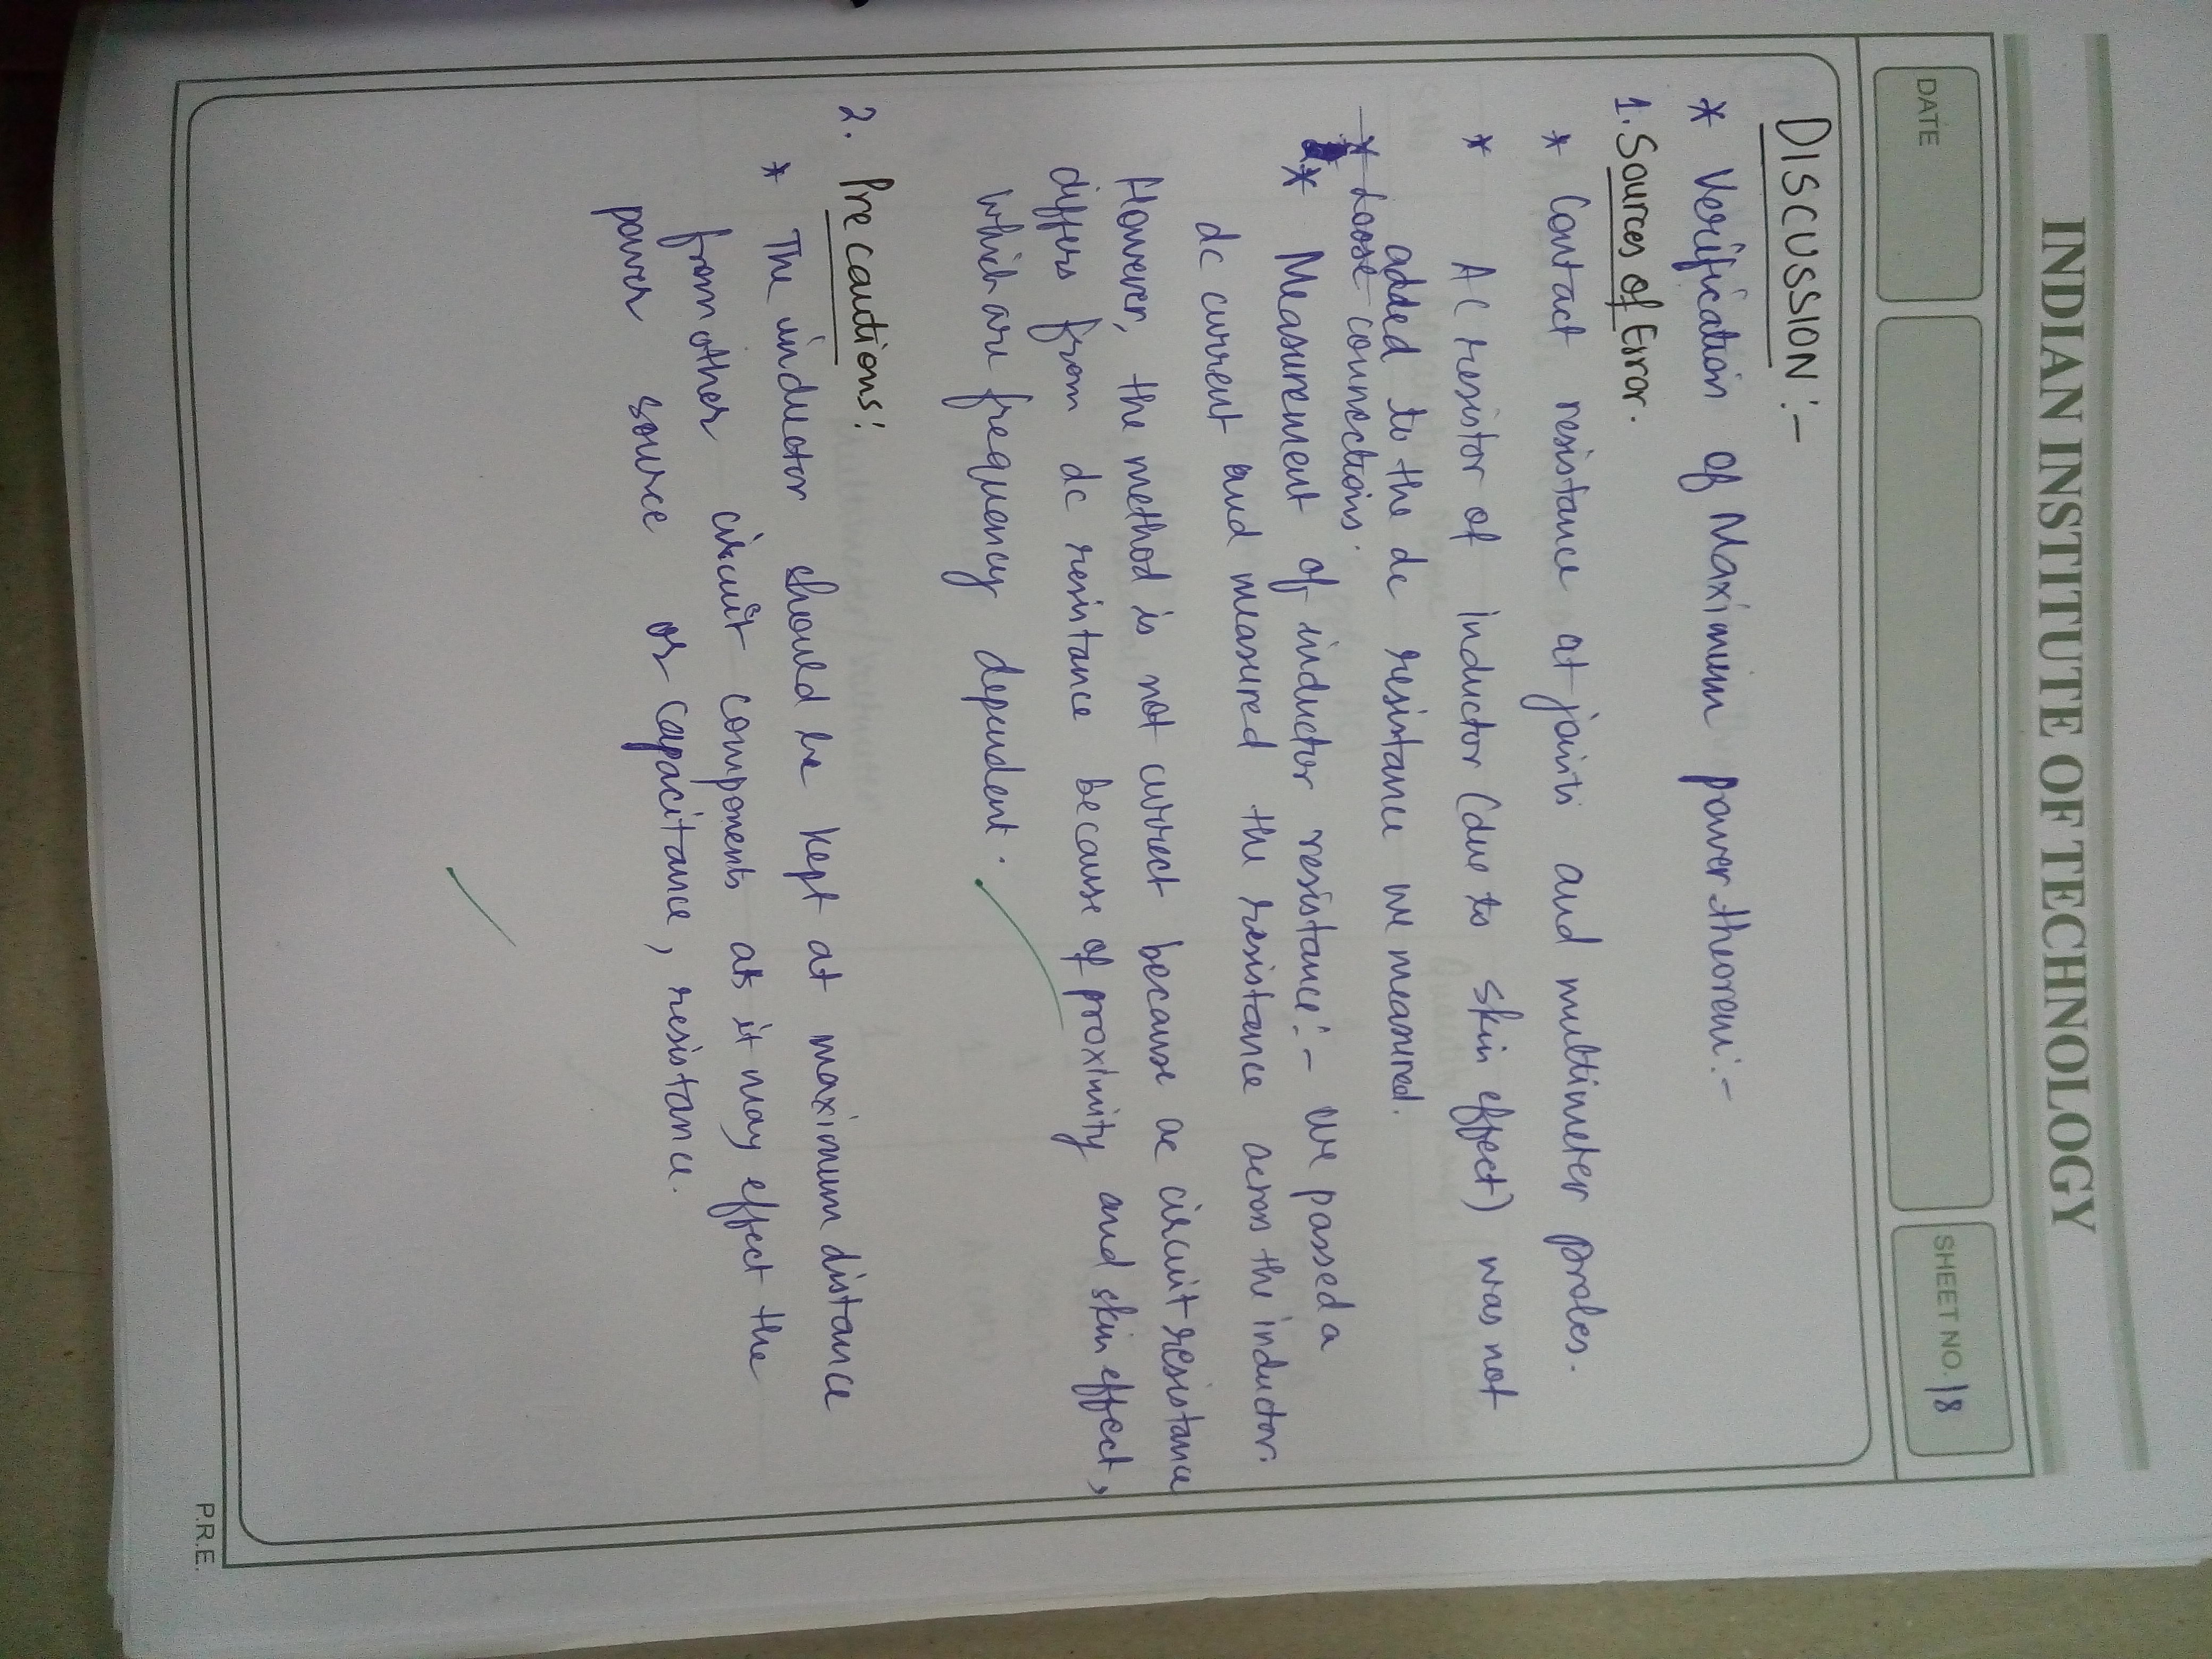 INDIAN INSTITUTE OF TECHNOLOGY
DATE
SHEET NO. 18
DISCUSSION :-
* Verification of Maximum power theorem:-
1. Sources of Error.
* Contact resistance at joints and multimeter probes.
* AC resistor of inductor (due to skin effect) was not
added to the dc resistance we measured.
* Loose connections.
* Measurement of inductor resistance:- We passed a
dc current and measured the resistance across the inductor.
However, the method is not correct because ac circuit resistance
differs from dc resistance because of proximity and skin effect,
which are frequency dependent.
2. Precautions:
* The inductor should be kept at maximum distance
from other circuit components as it may effect the
power source or capacitance, resistance.
P.R.E.